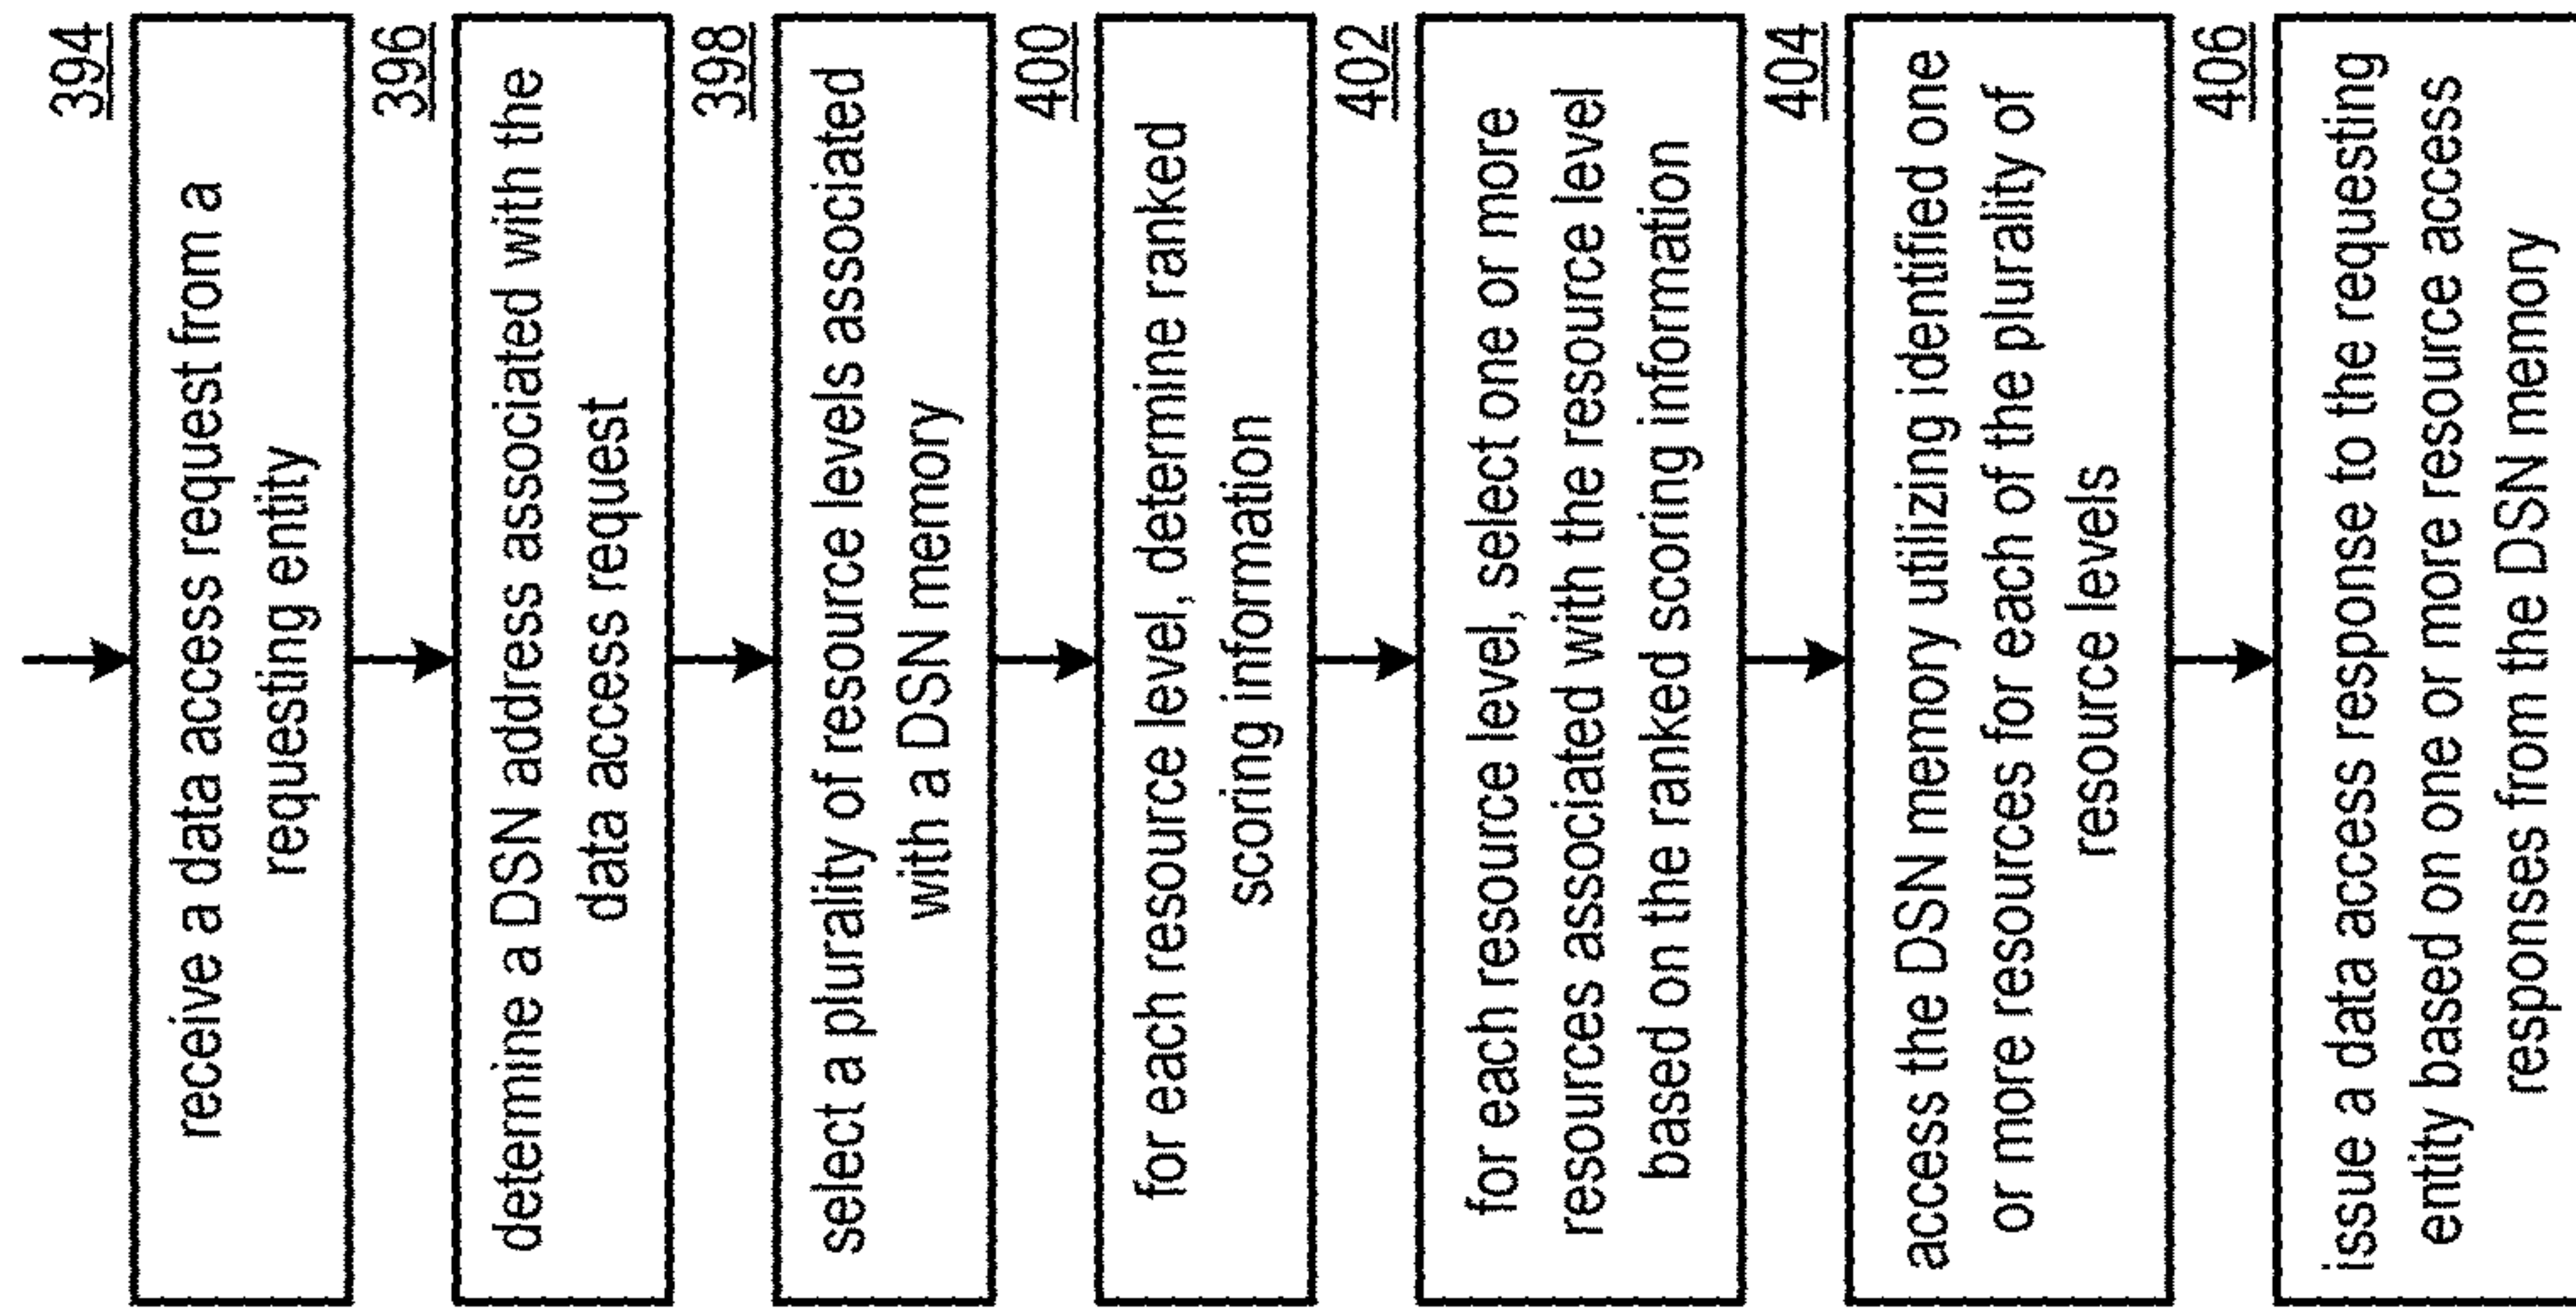 394
receive a data access request from a
requesting entity
396
determine a DSN address associated with the
data access request
398
select a plurality of resource levels associated
with a DSN memory
400
for each resource level, determine ranked
scoring information
402
for each resource level, select one or more
resources associated with the resource level
based on the ranked scoring information
404
access the DSN memory utilizing identified one
or more resources for each of the plurality of
resource levels
406
issue a data access response to the requesting
entity based on one or more resource access
responses from the DSN memory